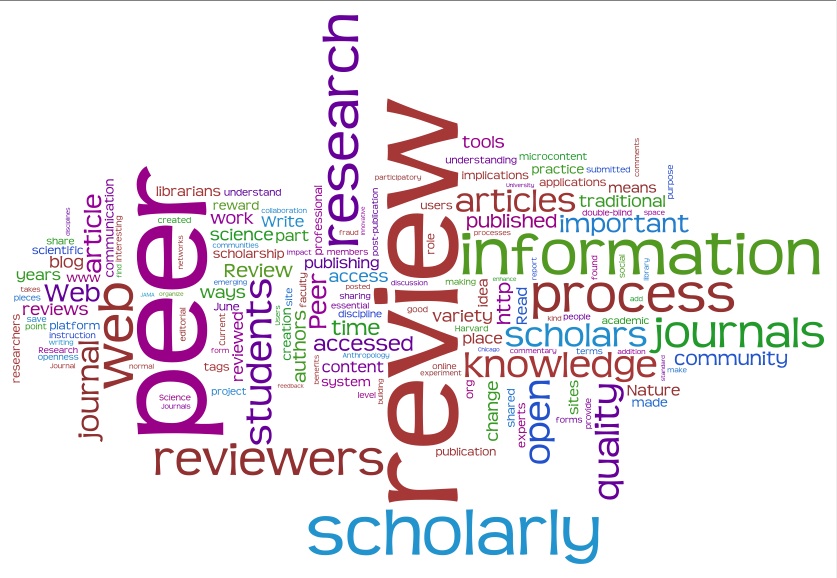 research
review
peer
scholarly
information
process
reviewers
knowledge
journals
scholars
students
web
articles
open
quality
journal
article
communication
interesting
librarians
understand
reward
work
created
collaboration
Write
science
part
communities
scholarship
impact
Review
emerging
ways
June
Current
form
tags
project
reviewed
Users
creation
site
authors
faculty
feedback
networks
editorial
organize
JAMA
normal
Science
Journals
disciplines
share
scientific
blog
years
www
find
takes
pieces
Web
reviews
save
point
platform
instruction
writing
Research
openness
Journal
researchers
professional
fraud
innovative
post-publication
members
publishing
Peer
access
posted
sharing
essential
discipline
time
accessed
Anthropology
content
system
benefits
level
building
participatory
discussion
good
users
role
tools
understanding
microcontent
implications
practice
submitted
comments
University
applications
means
purpose
traditional
double-blind
space
published
important
processes
making
enhance
idea
http
Read
report
found
social
library
add
variety
Harvard
place
kind
people
academic
Chicago
commentary
terms
addition
standard
make
community
online
experiment
org
change
shared
experts
sites
forms
provide
Nature
made
publication